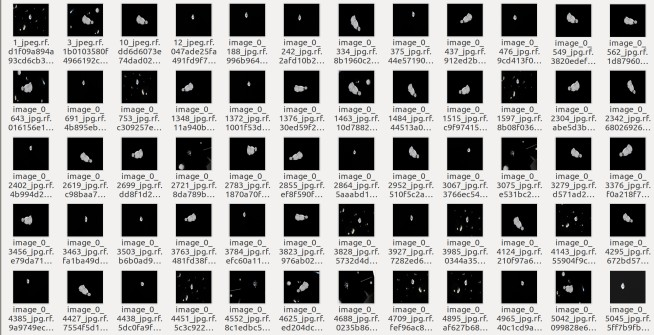 1_jpeg.rf. 3_jpeg.rf. 10_jpeg.rf. 12_jpeg.rf. image_0_ image_0_ image_0_ image_0_ image_0_ image_0_ image_0_ image_0_
d1f09a894a 1b0103580f dd6d6073e 047ade25fa 188_jpg.rf. 242_jpg.rf. 334_jpg.rf. 375_jpg.rf. 437_jpg.rf. 476_jpg.rf. 549_jpg.rf. 562_jpg.rf.
93cd6cb3... 4966192c... 74dad02... 491fd9f7... 996b964... 2afd10b2... 8b1960c2... 44e57190... 912ed2b... 9cd413f0... 3820edef... 1d87960...
image_0_ image_0_ image_0_ image_0_ image_0_ image_0_ image_0_ image_0_ image_0_ image_0_ image_0_ image_0_
643_jpg.rf. 691_jpg.rf. 753_jpg.rf. 1348_jpg.rf. 1372_jpg.rf. 1376_jpg.rf. 1463_jpg.rf. 1484_jpg.rf. 1515_jpg.rf. 1597_jpg.rf. 2304_jpg.rf. 2342_jpg.rf.
016156e1... 4b895eb... c309257e... 11a940b... 1001f53d... 30ed59f2... 10d7882... 44513a0... c9f97415... 8b08f036... abe5d3b... 68026926...
image_0_ image_0_ image_0_ image_0_ image_0_ image_0_ image_0_ image_0_ image_0_ image_0_ image_0_ image_0_
2402_jpg.rf. 2619_jpg.rf. 2699_jpg.rf. 2721_jpg.rf. 2783_jpg.rf. 2855_jpg.rf. 2864_jpg.rf. 2952_jpg.rf. 3067_jpg.rf. 3075_jpg.rf. 3279_jpg.rf. 3376_jpg.rf.
4b994d2... c98baa7... dd8f1d2... 8da789b... 1870a70f... ef8f590f... 5aaabd1... 510f5c2a... 3766ec54... e531bc2... d571ad2... f0a218f7...
image_0_ image_0_ image_0_ image_0_ image_0_ image_0_ image_0_ image_0_ image_0_ image_0_ image_0_ image_0_
3456_jpg.rf. 3463_jpg.rf. 3503_jpg.rf. 3763_jpg.rf. 3784_jpg.rf. 3823_jpg.rf. 3828_jpg.rf. 3927_jpg.rf. 3985_jpg.rf. 4124_jpg.rf. 4143_jpg.rf. 4295_jpg.rf.
e79da71... fa1ba49d... b6b0ad9... 481fd38f... efc60a11... 976ab02... 5732d4d... 7282ed6... 0344a35... 210f97a6... 55904f9c... 672bd57...
image_0_ image_0_ image_0_ image_0_ image_0_ image_0_ image_0_ image_0_ image_0_ image_0_ image_0_ image_0_
4385_jpg.rf. 4427_jpg.rf. 4438_jpg.rf. 4451_jpg.rf. 4552_jpg.rf. 4625_jpg.rf. 4688_jpg.rf. 4709_jpg.rf. 4895_jpg.rf. 4965_jpg.rf. 5042_jpg.rf. 5045_jpg.rf.
9a9749ec... 7554f5d1... 5dc0fa9f... 5c3c922... 8c1edbc5... ed204dc... 0235b86... fef96ac8... af627b68... 40c1cd9a... 099828e6... 5ff7b9fb...